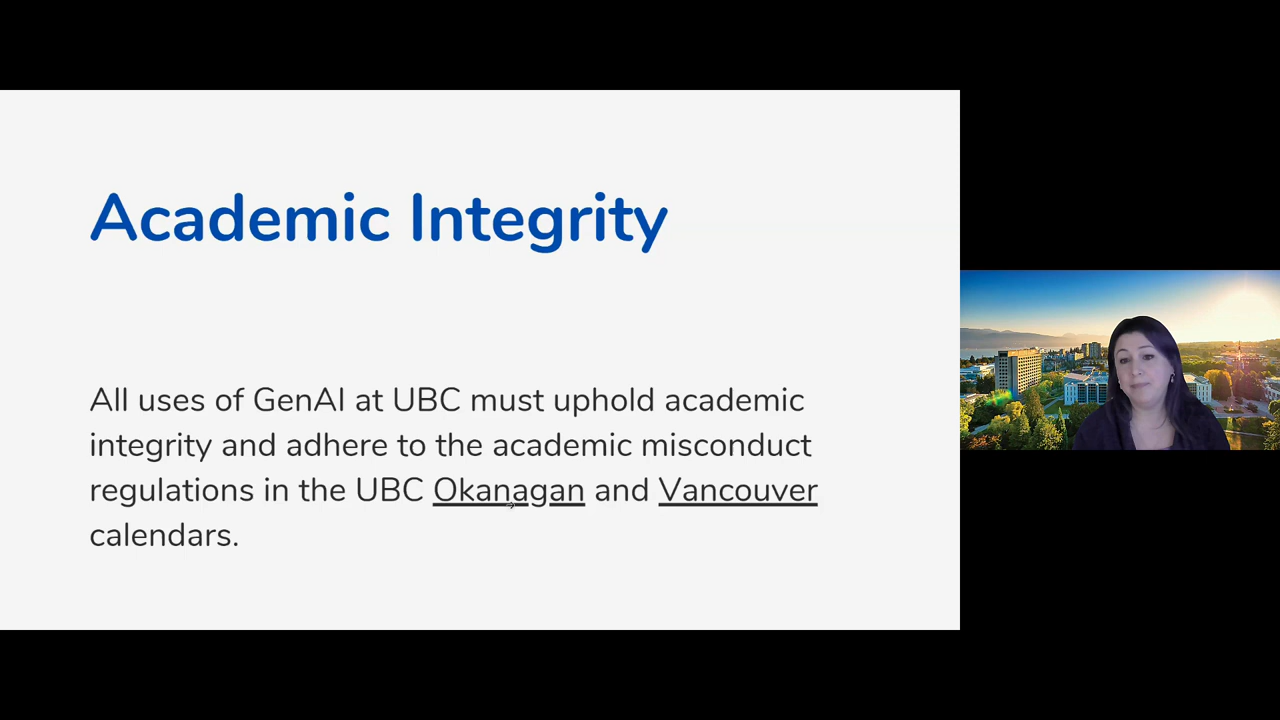 Academic Integrity
All uses of GenAI at UBC must uphold academic
integrity and adhere to the academic misconduct
regulations in the UBC Okanagan and Vancouver
calendars.